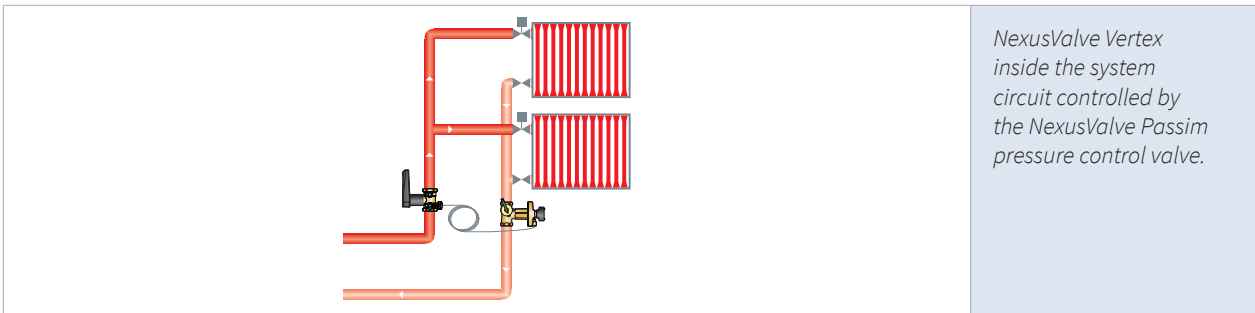 NexusValve Vertex
inside the system
circuit controlled by
the NexusValve Passim
pressure control valve.